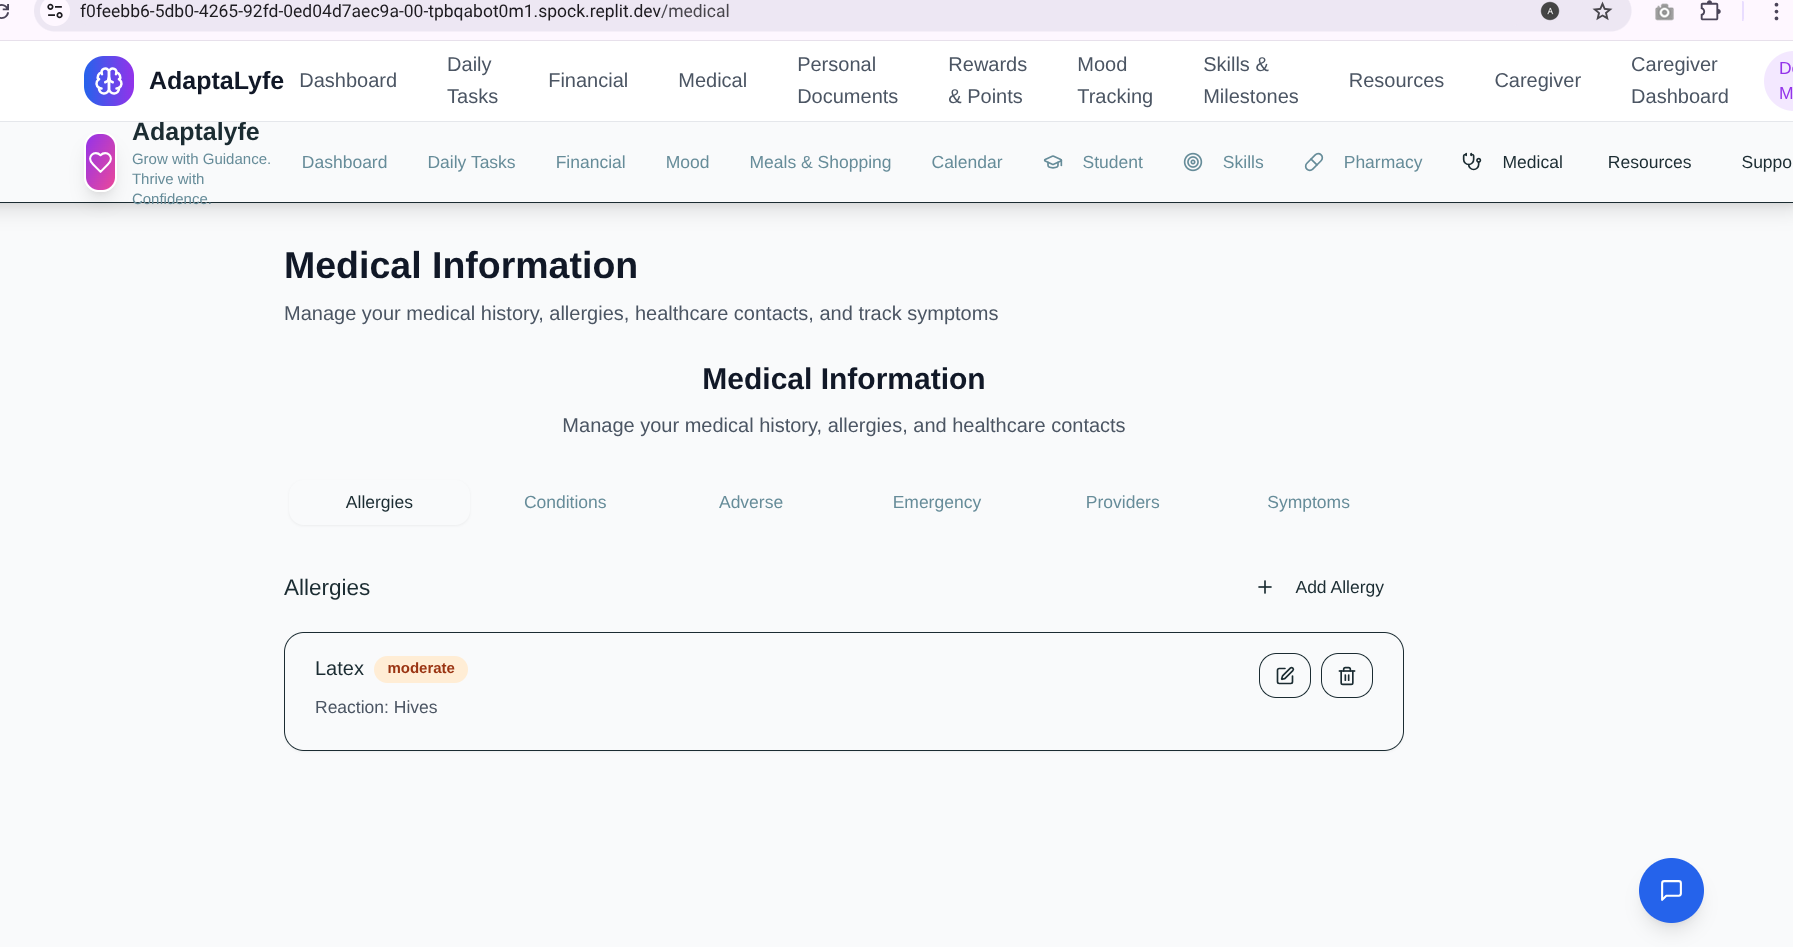 f0feebb6-5db0-4265-92fd-0ed04d7aec9a-00-tpbqabot0m1.spock.replit.dev/medical
A
AdaptaLyfe
Dashboard
Daily
Tasks
Financial
Medical
Personal
Documents
Rewards
& Points
Mood
Tracking
Skills &
Milestones
Resources
Caregiver
Caregiver
Dashboard
Adaptalyfe
Grow with Guidance.
Thrive with
Confidence.
Dashboard
Daily Tasks
Financial
Mood
Meals & Shopping
Calendar
Student
Skills
Pharmacy
Medical
Resources
Suppo
Medical Information
Manage your medical history, allergies, healthcare contacts, and track symptoms
Medical Information
Manage your medical history, allergies, and healthcare contacts
Allergies
Conditions
Adverse
Emergency
Providers
Symptoms
Allergies
Add Allergy
Latex
moderate
Reaction: Hives